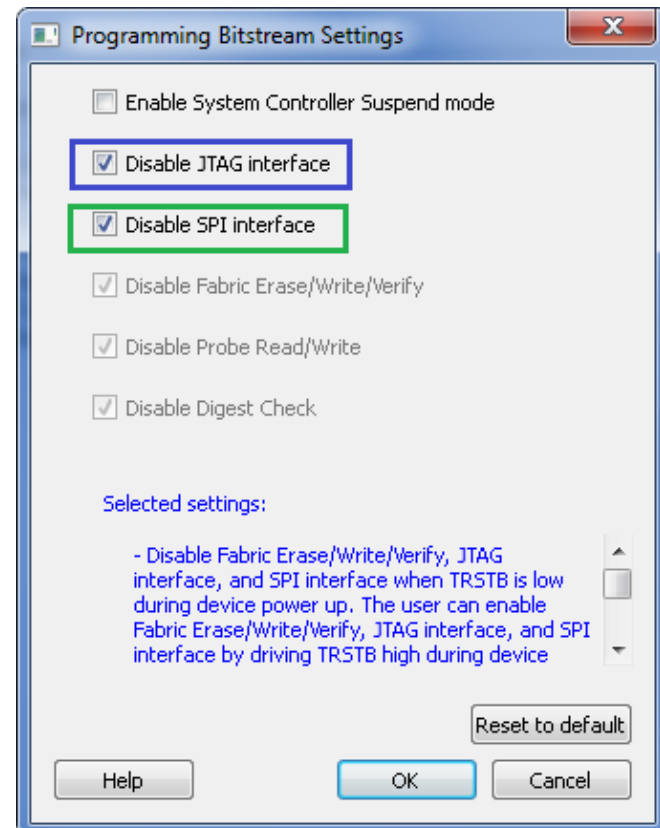 Programming Bitstream Settings
Enable System Controller Suspend mode
Disable JTAG interface
Disable SPI interface
Disable Fabric Erase/Write/Verify
Disable Probe Read/Write
Disable Digest Check
Selected settings:
- Disable Fabric Erase/Write/Verify, JTAG
interface, and SPI interface when TRSTB is low
during device power up. The user can enable
Fabric Erase/Write/Verify, JTAG interface, and SPI
interface by driving TRSTB high during device
Reset to default
Help
OK
Cancel